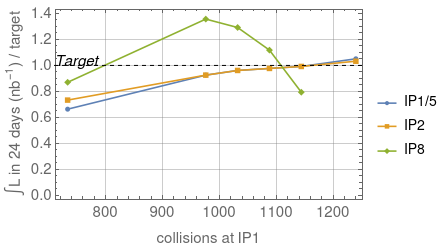 ∫L in 24 days (nb⁻¹) / target
1.4
1.2
1.0
0.8
0.6
0.4
0.2
0.0
Target
800 900 1000 1100 1200
collisions at IP1
IP1/5
IP2
IP8